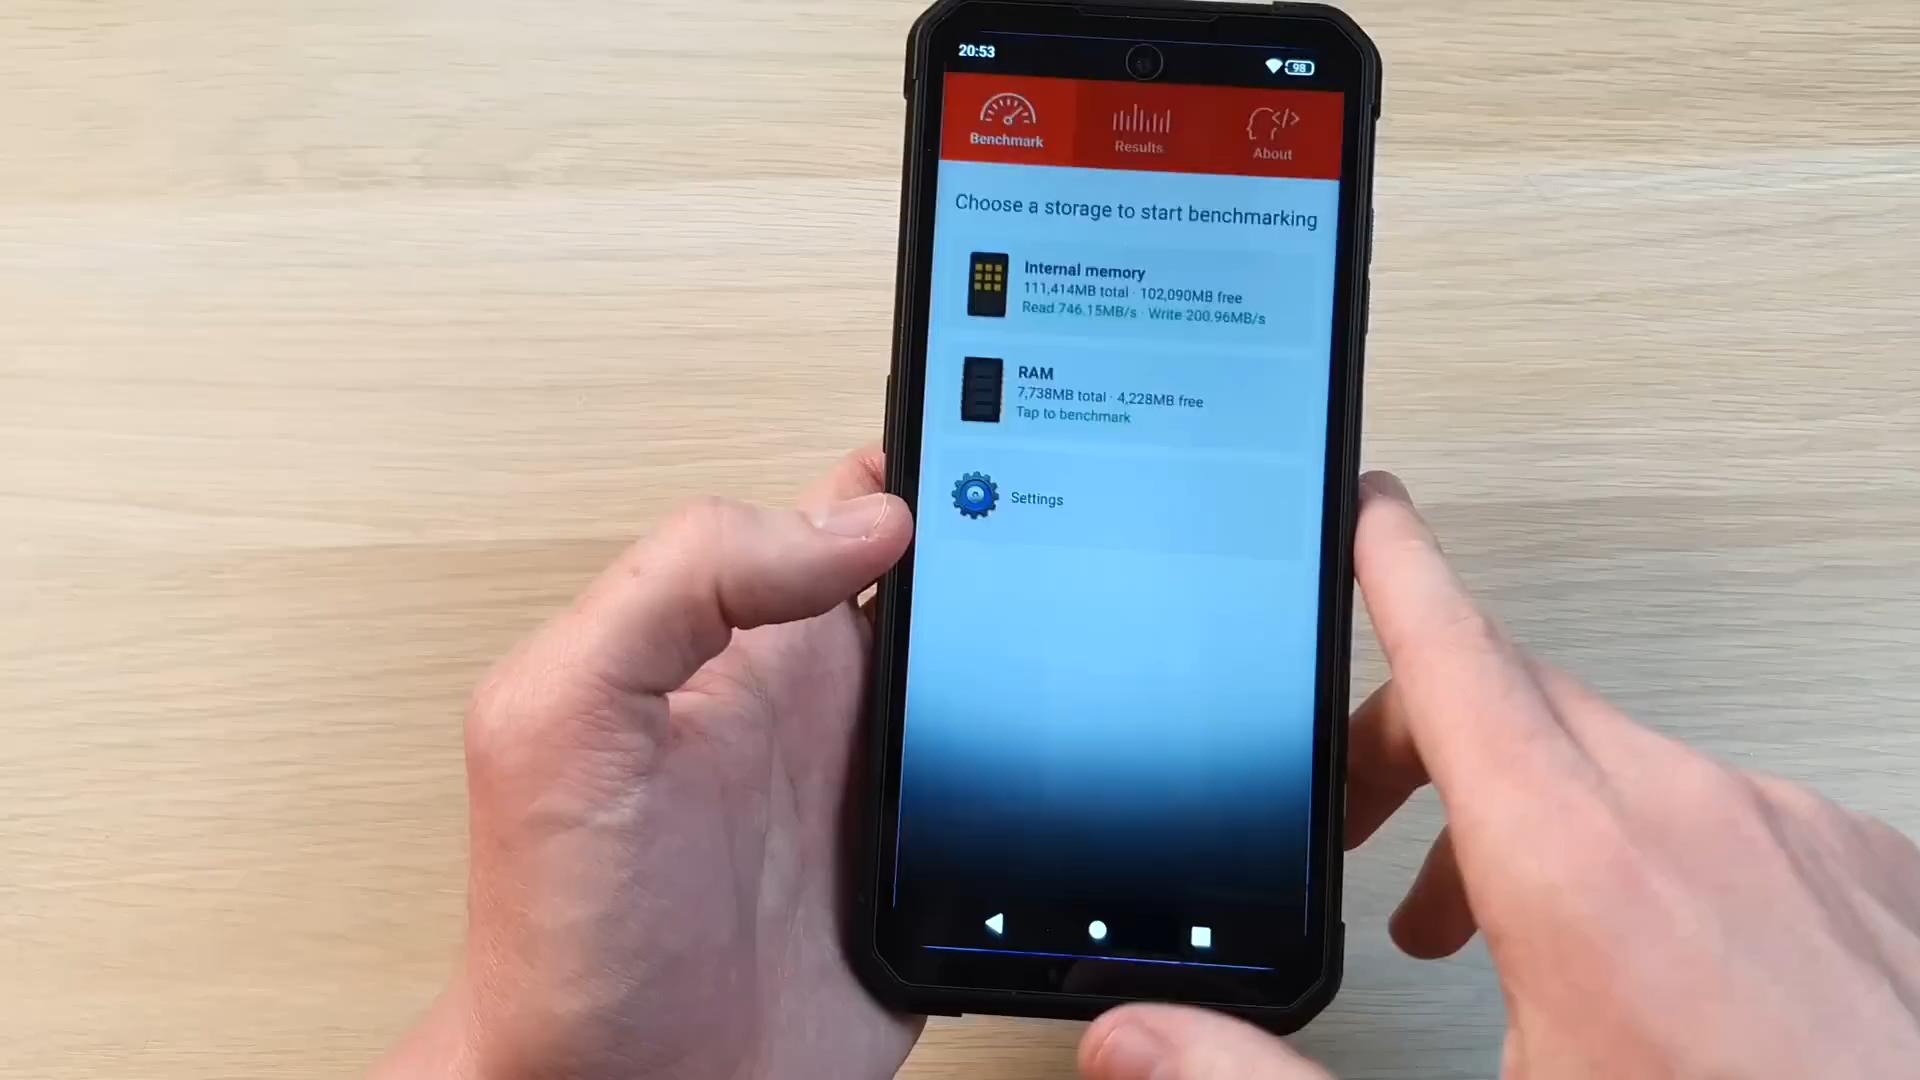 20:53
98
Benchmark
Results
About
Choose a storage to start benchmarking
Internal memory
111,414MB total · 102,090MB free
Read 746.15MB/s · Write 200.96MB/s
RAM
7,738MB total · 4,228MB free
Tap to benchmark
Settings